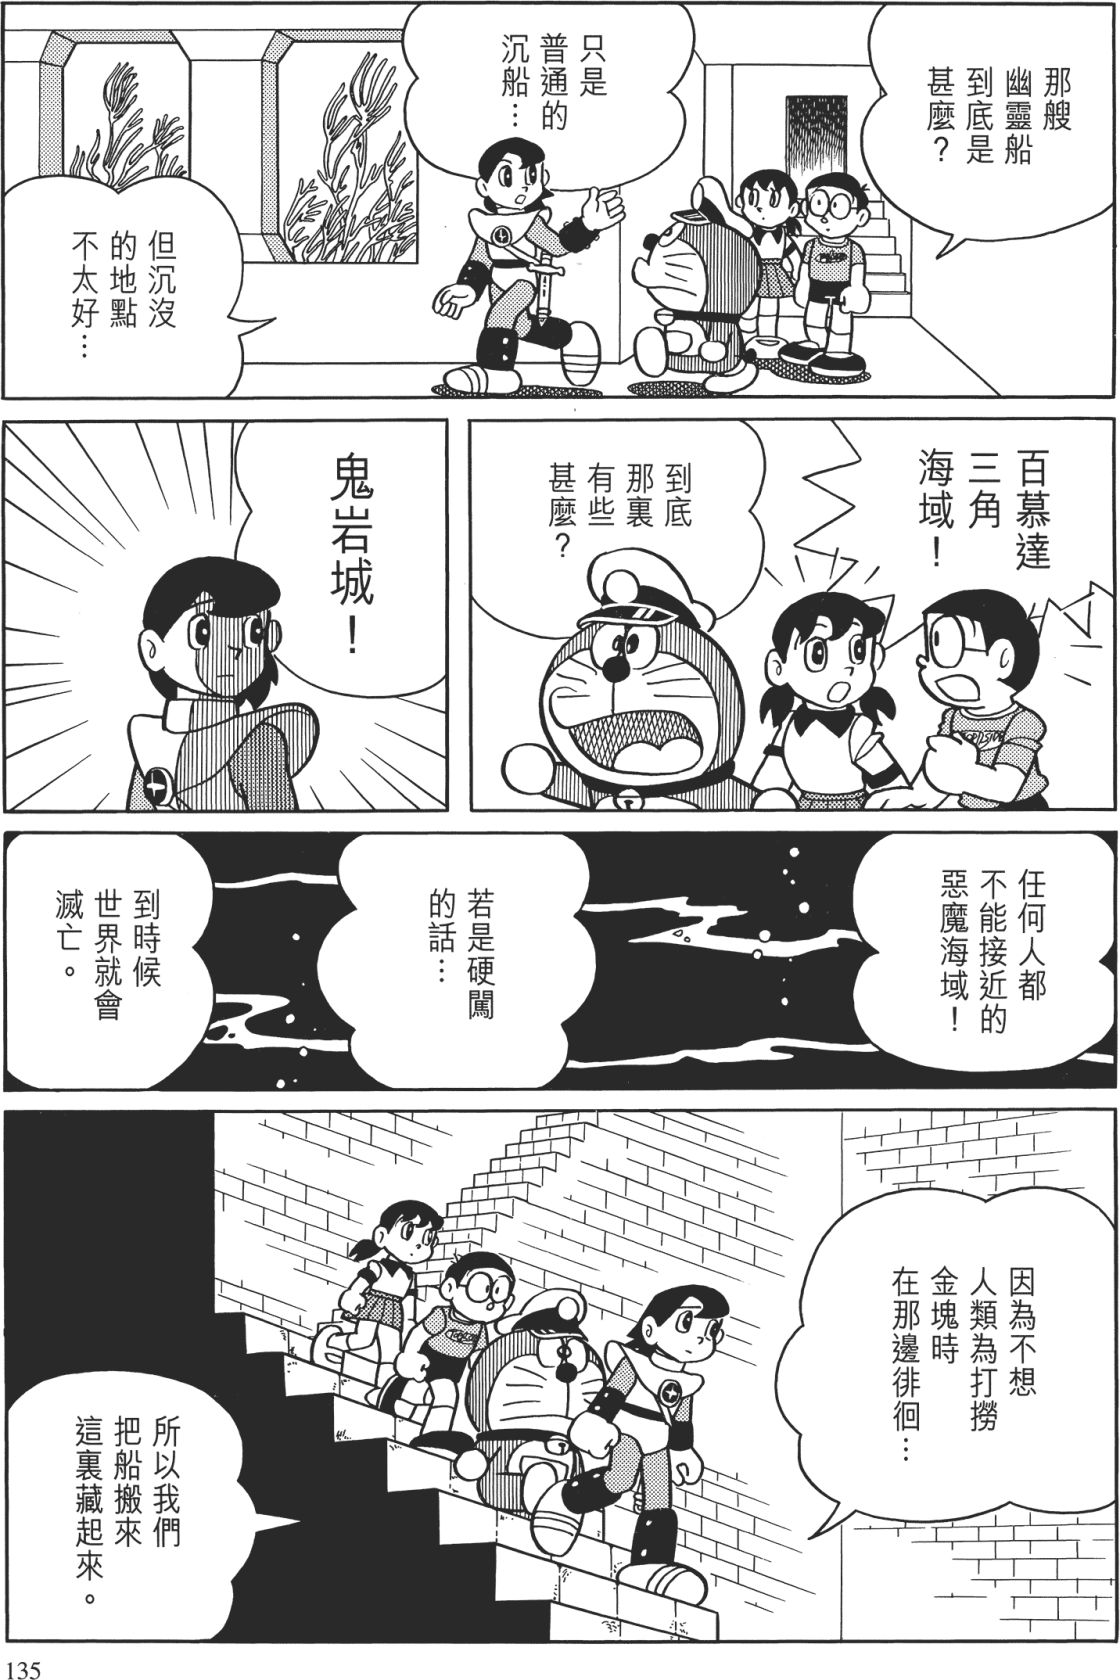 那艘
幽靈船
到底是
甚麼？
只是
普通的
沉船…
但沉沒
的地點
不太好…
百慕達
三角
海域！
到底
那裏
有些
甚麼？
鬼岩城！
任何人都
不能接近的
惡魔海域！
若是硬闖
的話…
到時候
世界就會
滅亡。
因為不想
人類為打撈
金塊時
在那邊徘徊…
所以我們
把船搬來
這裏藏起來。
135